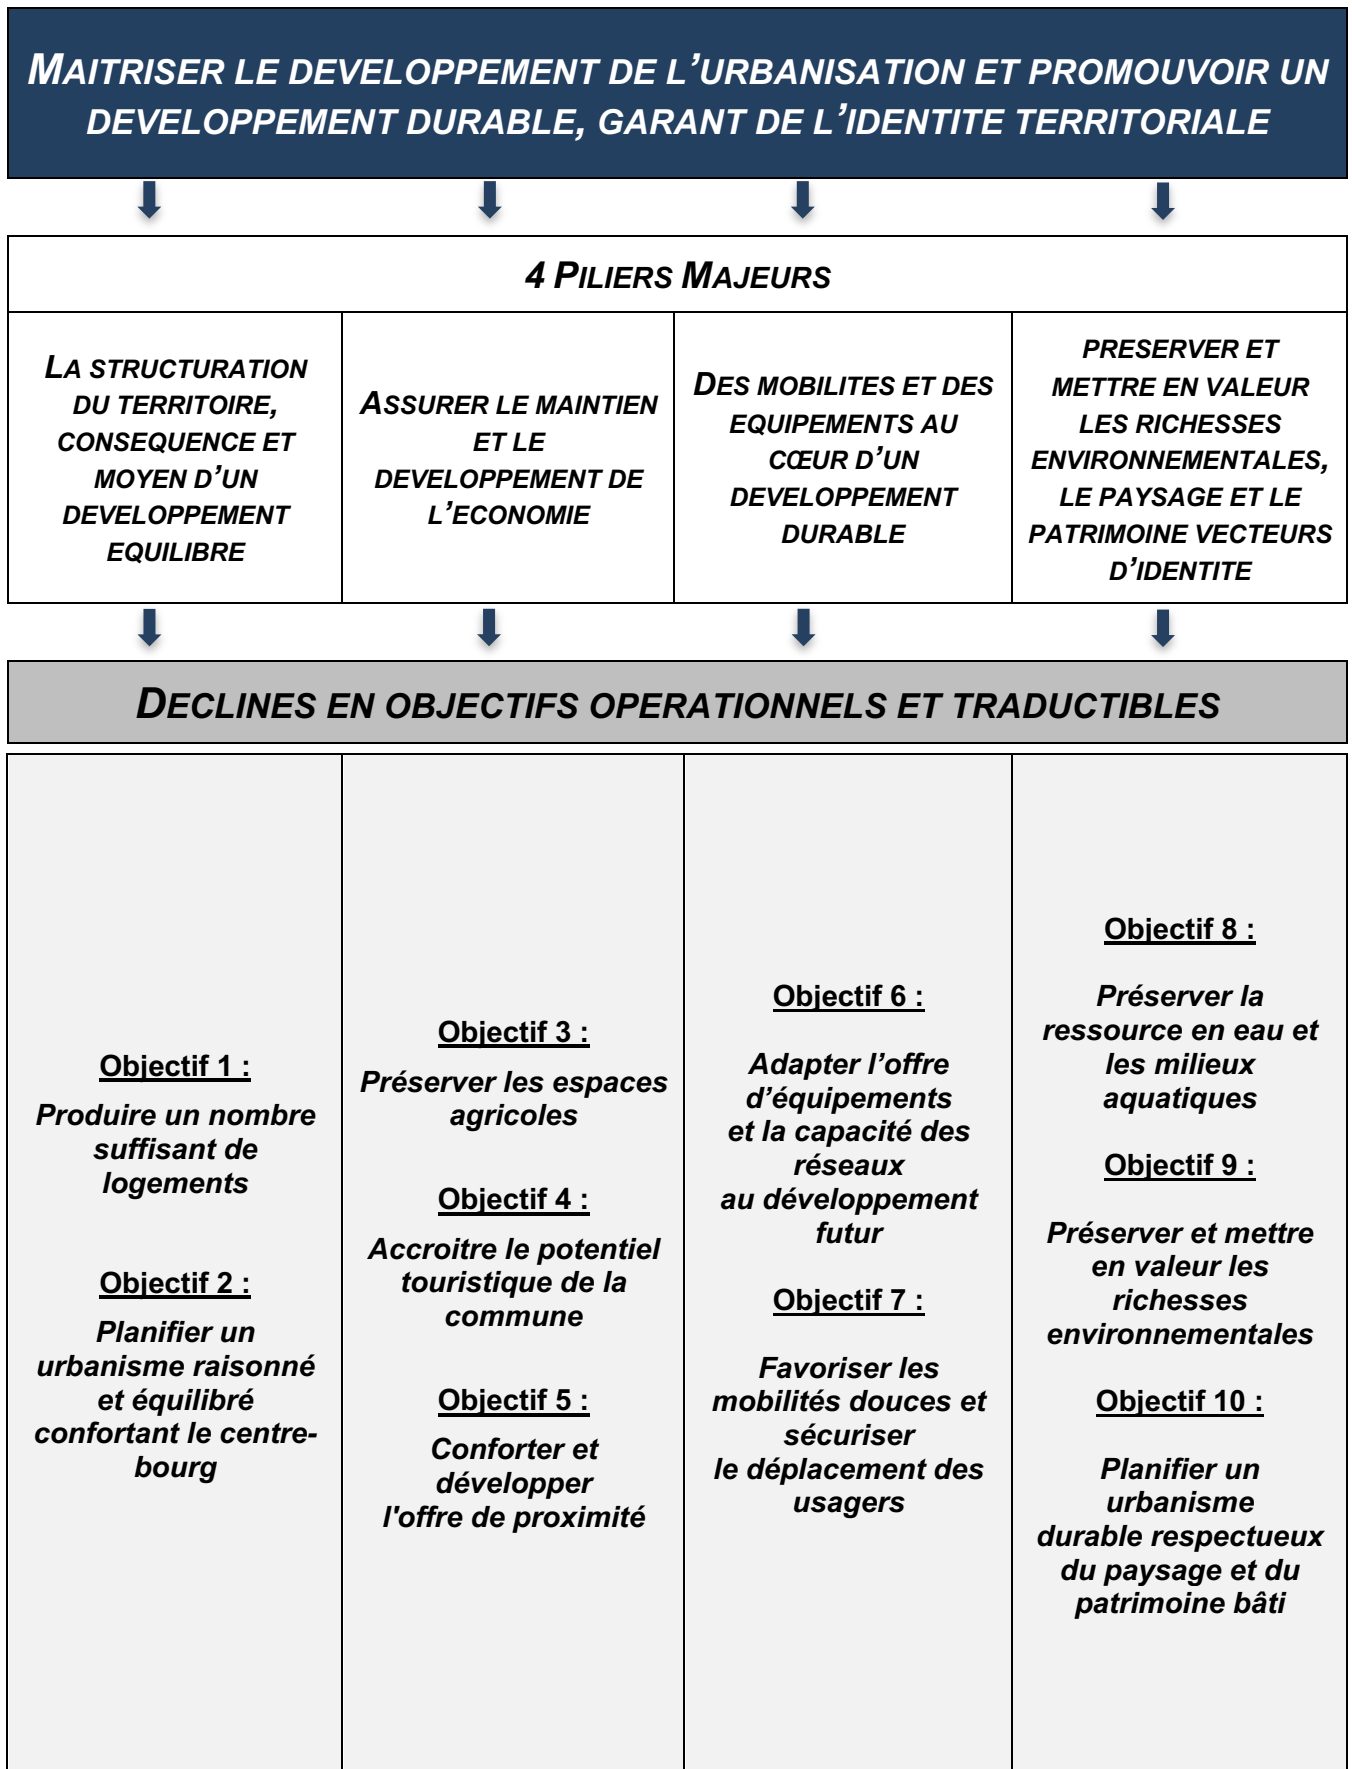 MAITRISER LE DEVELOPPEMENT DE L’URBANISATION ET PROMOUVOIR UN
DEVELOPPEMENT DURABLE, GARANT DE L’IDENTITE TERRITORIALE
4 PILIERS MAJEURS
LA STRUCTURATION
DU TERRITOIRE,
CONSEQUENCE ET
MOYEN D’UN
DEVELOPPEMENT
EQUILIBRE
ASSURER LE MAINTIEN
ET LE
DEVELOPPEMENT DE
L’ECONOMIE
DES MOBILITES ET DES
EQUIPEMENTS AU
CŒUR D’UN
DEVELOPPEMENT
DURABLE
PRESERVER ET
METTRE EN VALEUR
LES RICHESSES
ENVIRONNEMENTALES,
LE PAYSAGE ET LE
PATRIMOINE VECTEURS
D’IDENTITE
DECLINES EN OBJECTIFS OPERATIONNELS ET TRADUCTIBLES
Objectif 1 :
Produire un nombre
suffisant de
logements
Objectif 2 :
Planifier un
urbanisme raisonné
et équilibré
confortant le centre-
bourg
Objectif 3 :
Préserver les espaces
agricoles
Objectif 4 :
Accroitre le potentiel
touristique de la
commune
Objectif 5 :
Conforter et
développer
l'offre de proximité
Objectif 6 :
Adapter l’offre
d’équipements
et la capacité des
réseaux
au développement
futur
Objectif 7 :
Favoriser les
mobilités douces et
sécuriser
le déplacement des
usagers
Objectif 8 :
Préserver la
ressource en eau et
les milieux
aquatiques
Objectif 9 :
Préserver et mettre
en valeur les
richesses
environnementales
Objectif 10 :
Planifier un
urbanisme
durable respectueux
du paysage et du
patrimoine bâti